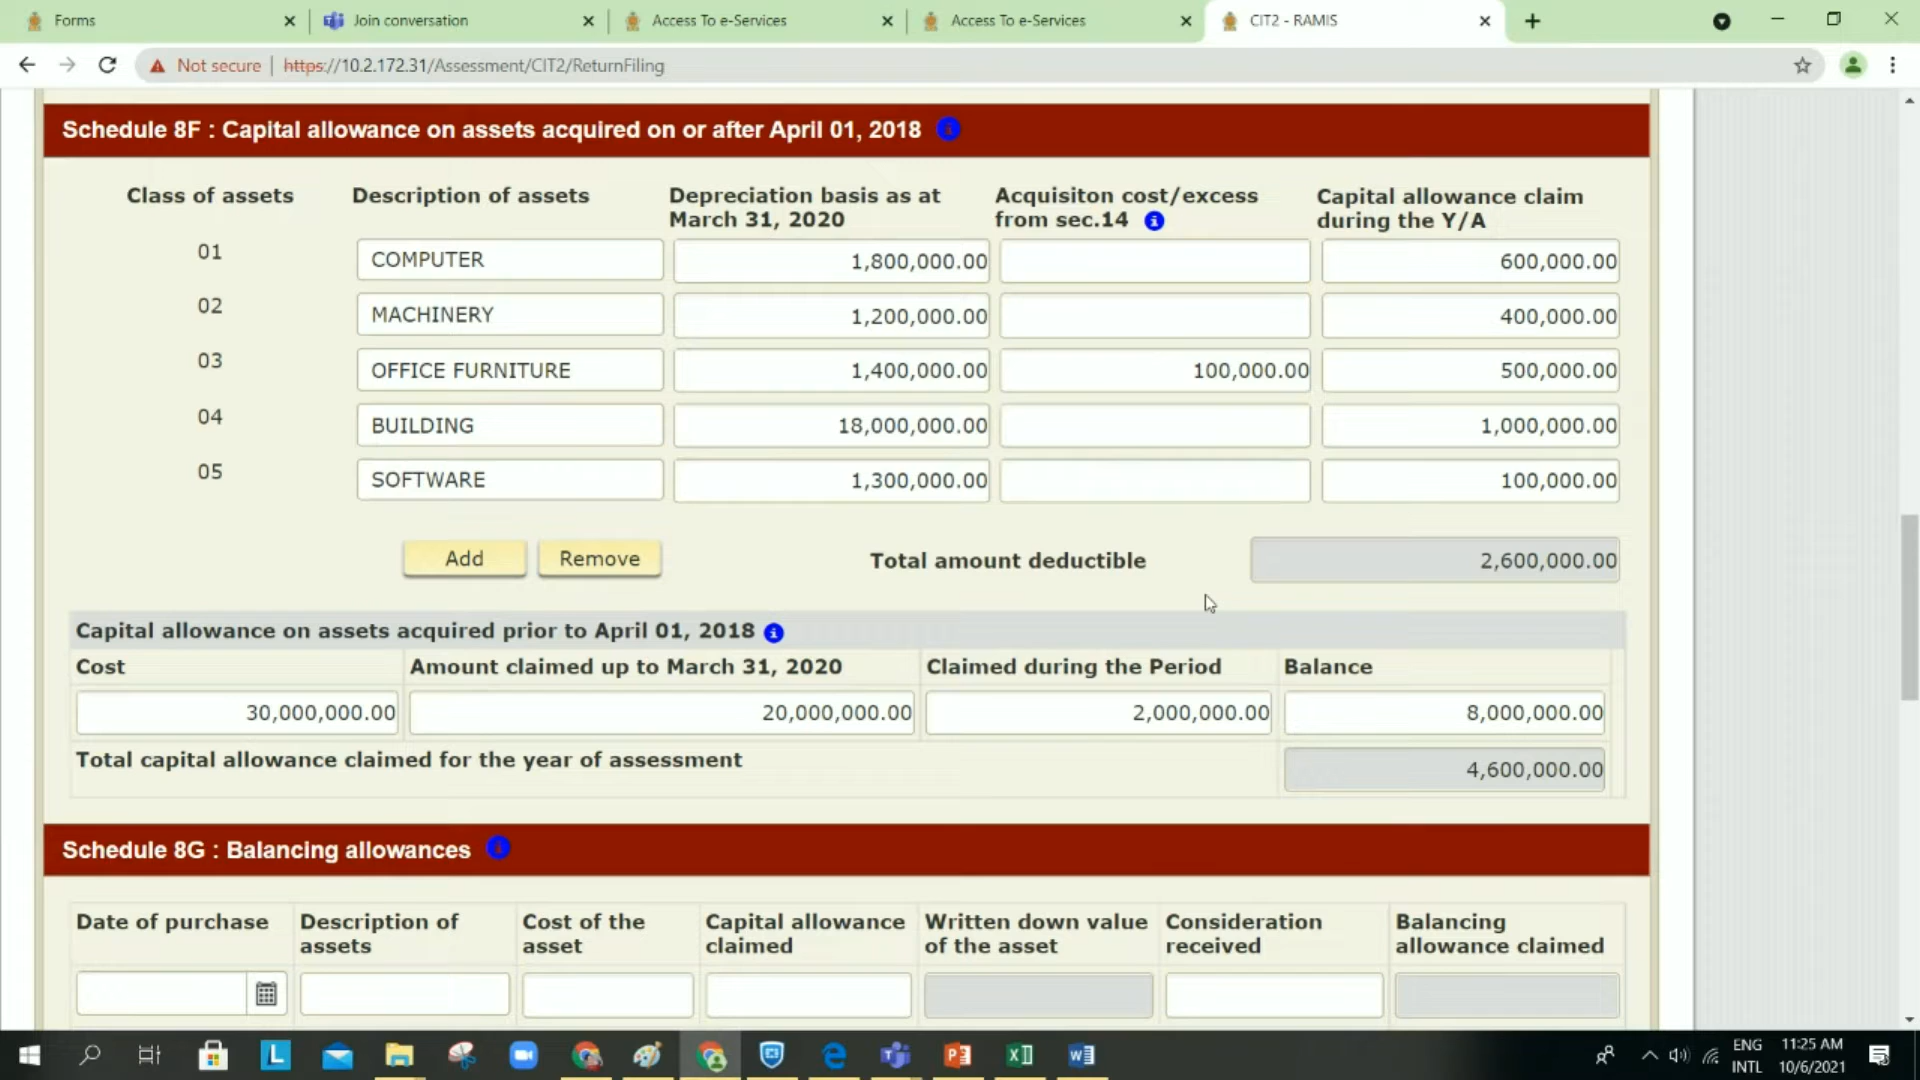 Forms
Join conversation
Access To e-Services
Access To e-Services
CIT2 - RAMIS
Not secure | https://10.2.172.31/Assessment/CIT2/ReturnFiling
Schedule 8F : Capital allowance on assets acquired on or after April 01, 2018
Class of assets
Description of assets
Depreciation basis as at
March 31, 2020
Acquisiton cost/excess
from sec.14
Capital allowance claim
during the Y/A
01 COMPUTER 1,800,000.00 600,000.00
02 MACHINERY 1,200,000.00 400,000.00
03 OFFICE FURNITURE 1,400,000.00 100,000.00 500,000.00
04 BUILDING 18,000,000.00 1,000,000.00
05 SOFTWARE 1,300,000.00 100,000.00
Add Remove Total amount deductible 2,600,000.00
Capital allowance on assets acquired prior to April 01, 2018
Cost Amount claimed up to March 31, 2020 Claimed during the Period Balance
30,000,000.00 20,000,000.00 2,000,000.00 8,000,000.00
Total capital allowance claimed for the year of assessment 4,600,000.00
Schedule 8G : Balancing allowances
Date of purchase
Description of
assets
Cost of the
asset
Capital allowance
claimed
Written down value
of the asset
Consideration
received
Balancing
allowance claimed
ENG
INTL
11:25 AM
10/6/2021